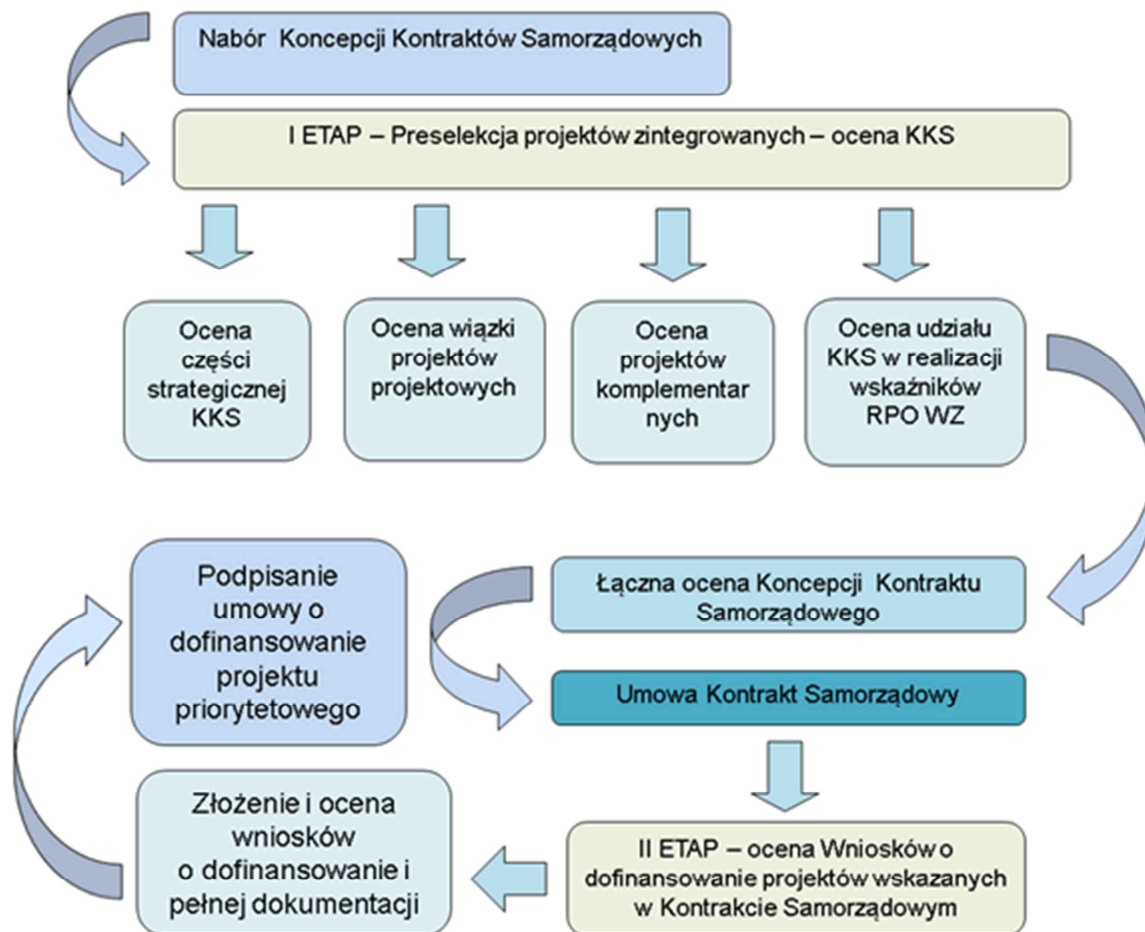 Nabór Koncepcji Kontraktów Samorządowych
I ETAP – Preselekcja projektów zintegrowanych – ocena KKS
Ocena
części
strategicznej
KKS
Ocena wiązki
projektów
projektowych
Ocena
projektów
komplementar
nych
Ocena udziału
KKS w realizacji
wskaźników
RPO WZ
Łączna ocena Koncepcji Kontraktu
Samorządowego
Umowa Kontrakt Samorządowy
II ETAP – ocena Wniosków o
dofinansowanie projektów wskazanych
w Kontrakcie Samorządowym
Złożenie i ocena
wniosków
o dofinansowanie i
pełnej dokumentacji
Podpisanie
umowy o
dofinansowanie
projektu
priorytetowego